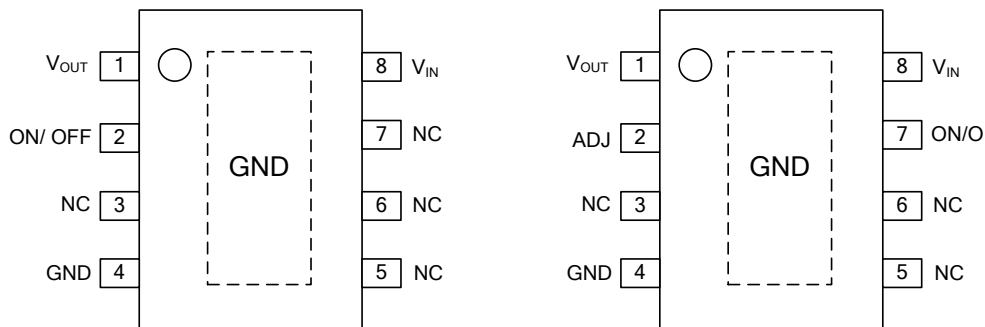 VOUT 1 8 VIN
ON/ OFF 2 7 NC
GND
NC 3 6 NC
GND 4 5 NC
VOUT 1 8 VIN
ADJ 2 7 ON/O
GND
NC 3 6 NC
GND 4 5 NC